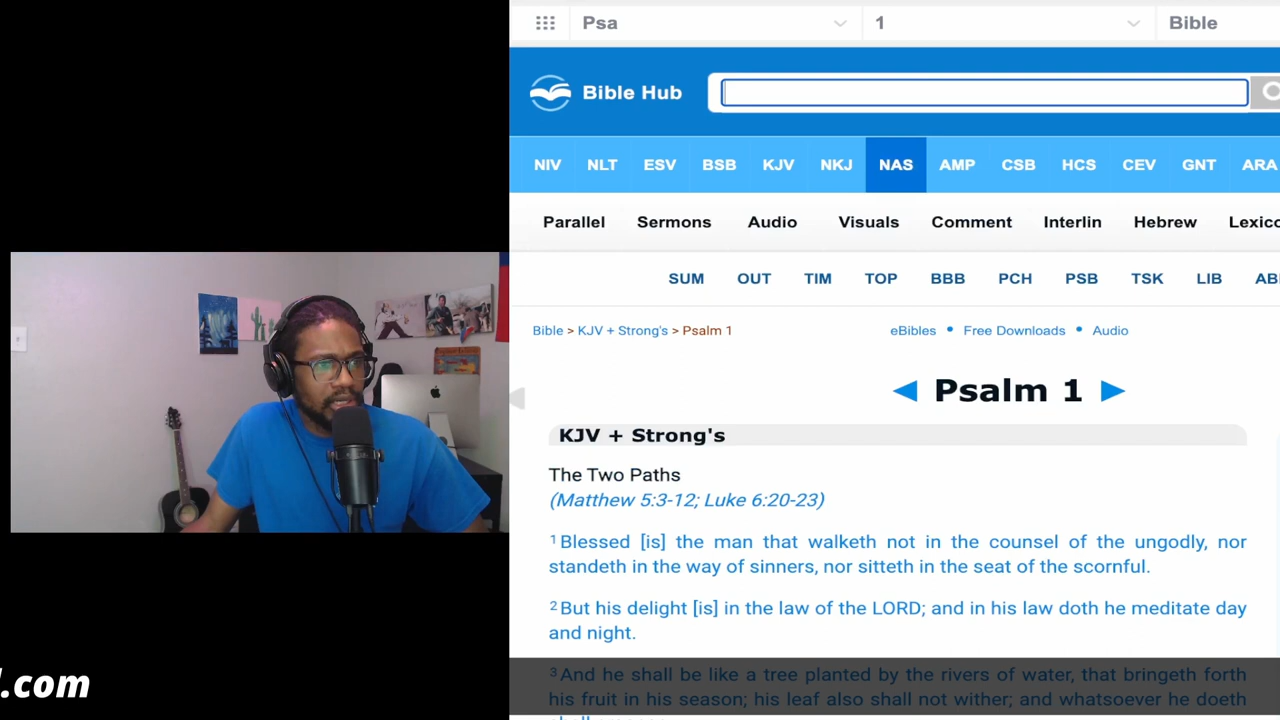 Psa 1 Bible
Bible Hub
NIV NLT ESV BSB KJV NKJ NAS AMP CSB HCS CEV GNT ARA
Parallel Sermons Audio Visuals Comment Interlin Hebrew Lexico
SUM OUT TIM TOP BBB PCH PSB TSK LIB AB
Bible > KJV + Strong's > Psalm 1
eBibles • Free Downloads • Audio
◄ Psalm 1 ►
KJV + Strong's
The Two Paths
(Matthew 5:3-12; Luke 6:20-23)
1 Blessed [is] the man that walketh not in the counsel of the ungodly, nor
standeth in the way of sinners, nor sitteth in the seat of the scornful.
2 But his delight [is] in the law of the LORD; and in his law doth he meditate day
and night.
3 And he shall be like a tree planted by the rivers of water, that bringeth forth
his fruit in his season; his leaf also shall not wither; and whatsoever he doeth
.com